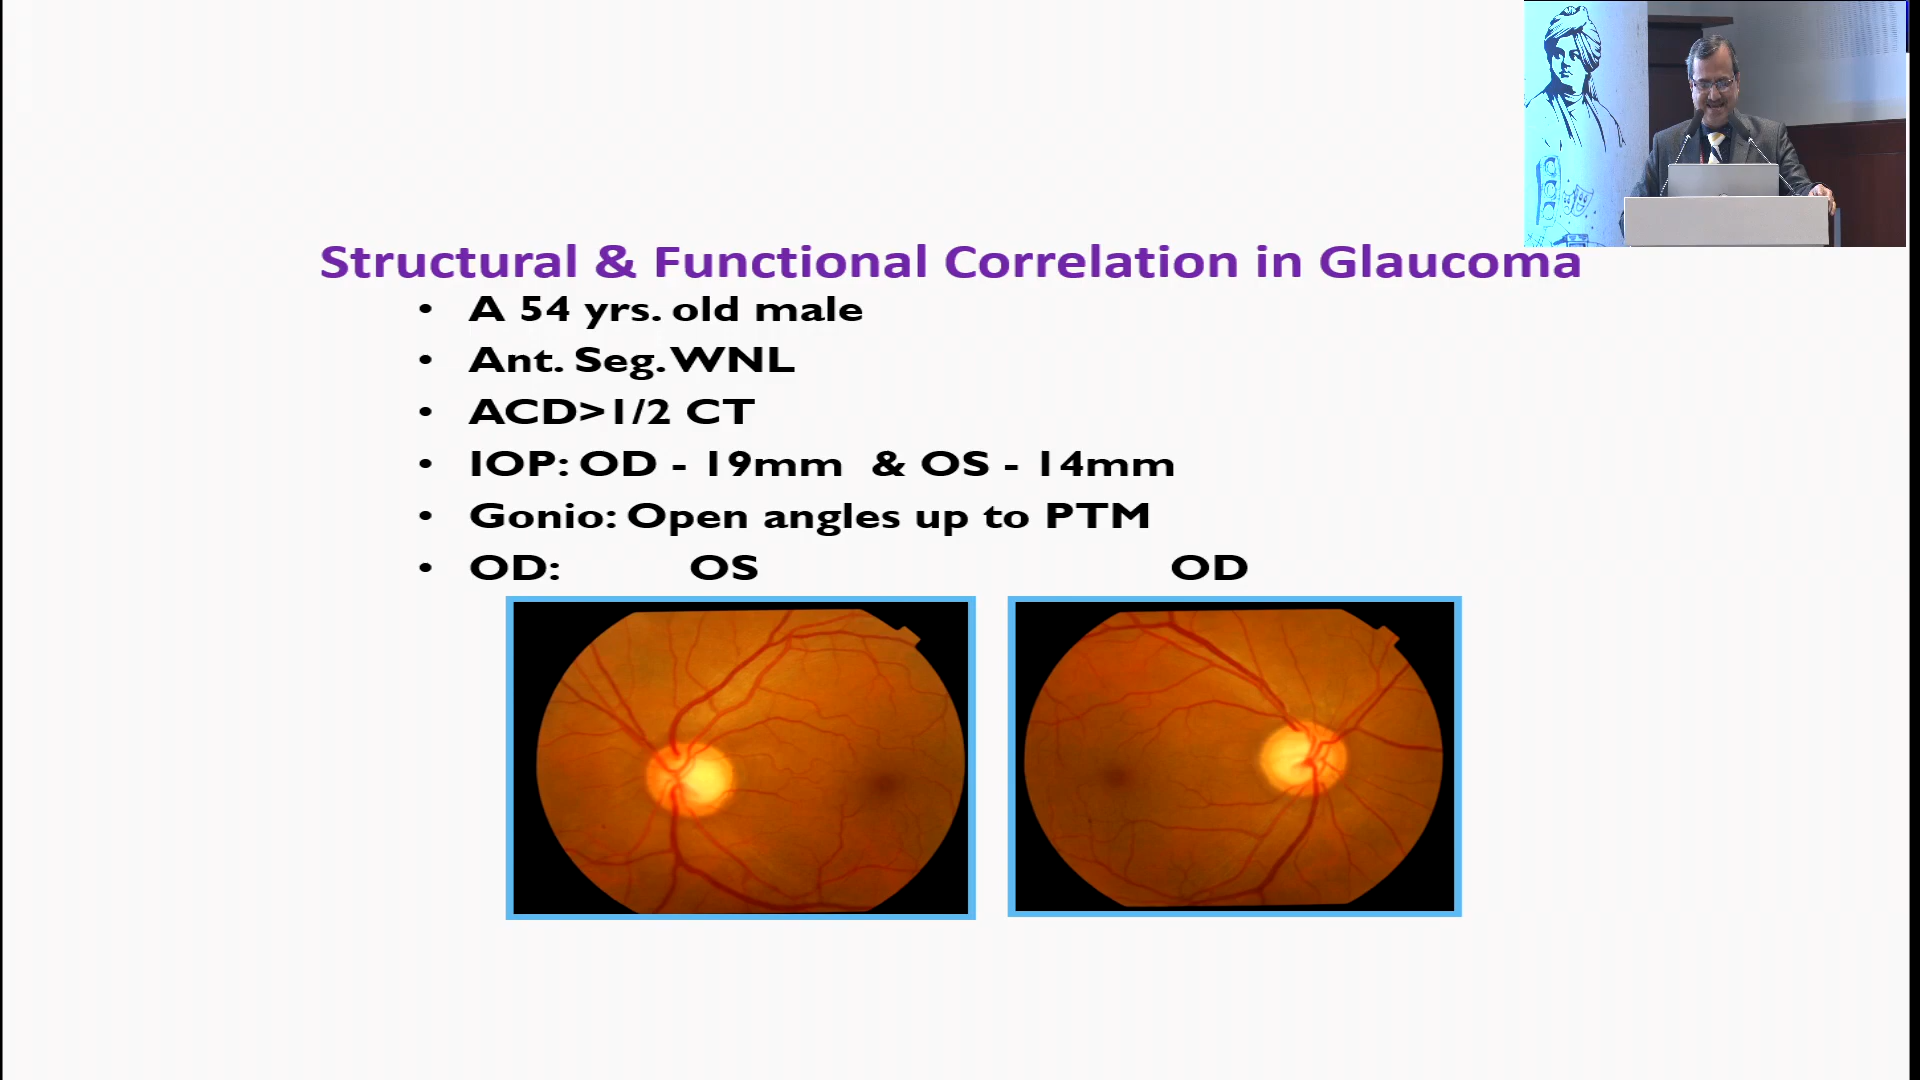 Structural & Functional Correlation in Glaucoma
• A 54 yrs. old male
• Ant. Seg. WNL
• ACD>1/2 CT
• IOP: OD - 19mm & OS - 14mm
• Gonio: Open angles up to PTM
• OD: OS OD